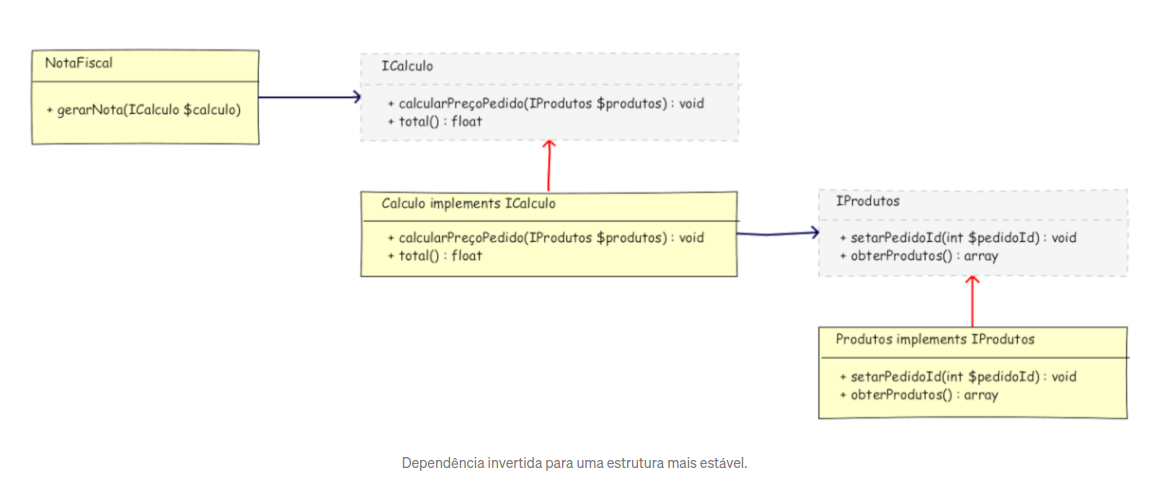 NotaFiscal
+ gerarNota(ICalculo $calculo)
ICalculo
+ calcularPreçoPedido(IProdutos $produtos) : void
+ total() : float
Calculo implements ICalculo
+ calcularPreçoPedido(IProdutos $produtos) : void
+ total() : float
IProdutos
+ setarPedidoId(int $pedidoId) : void
+ obterProdutos() : array
Produtos implements IProdutos
+ setarPedidoId(int $pedidoId) : void
+ obterProdutos() : array
Dependência invertida para uma estrutura mais estável.